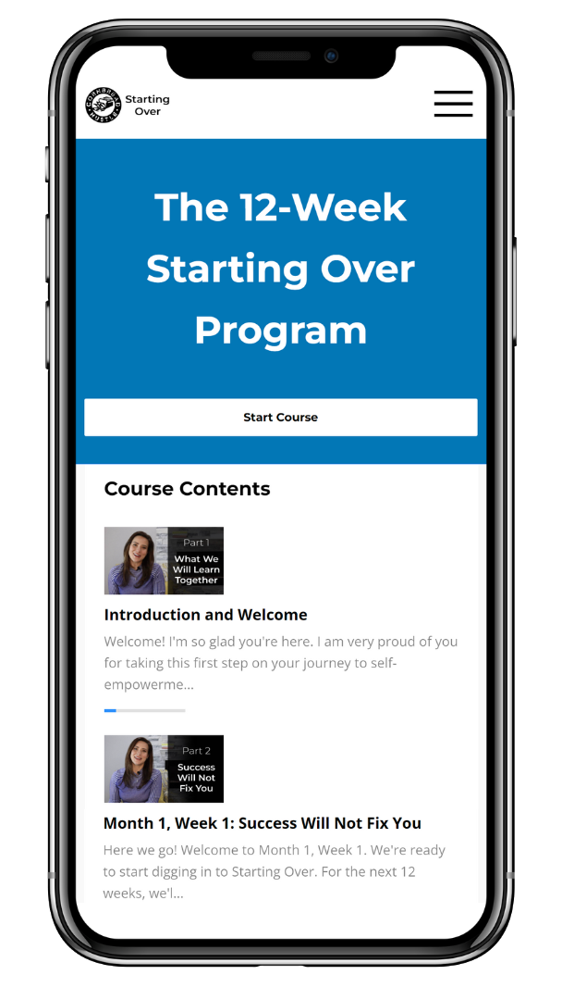 CORNBREAD
HUSTLE
Starting
Over
The 12-Week
Starting Over
Program
Start Course
Course Contents
Part 1
What We
Will Learn
Together
Introduction and Welcome
Welcome! I'm so glad you're here. I am very proud of you
for taking this first step on your journey to self-
empowerme...
Part 2
Success
Will Not
Fix You
Month 1, Week 1: Success Will Not Fix You
Here we go! Welcome to Month 1, Week 1. We're ready
to start digging in to Starting Over. For the next 12
weeks, we'l...